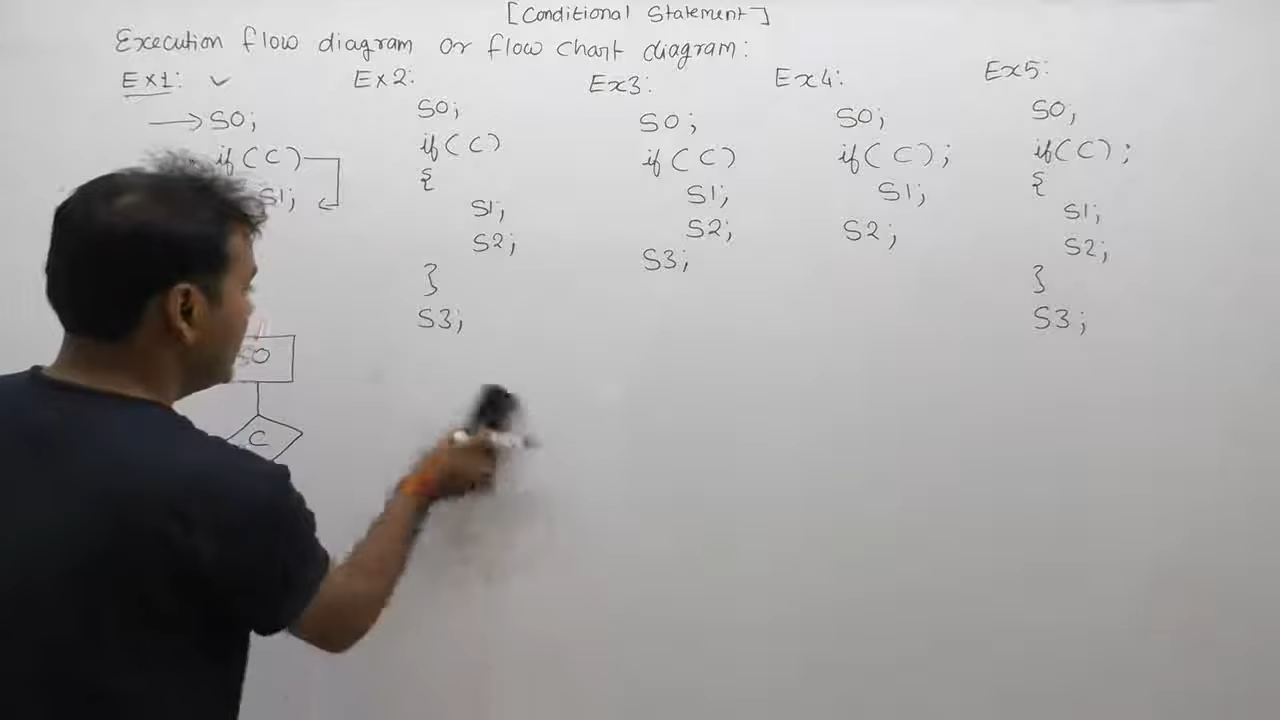 [Conditional Statement]
Execution flow diagram or flow chart diagram:
Ex1:
S0;
if(C)
S1;
S0
C
Ex2:
S0;
if(C)
{
S1;
S2;
}
S3;
Ex3:
S0;
if(C)
S1;
S2;
S3;
Ex4:
S0;
if(C);
S1;
S2;
Ex5:
S0;
if(C);
{
S1;
S2;
}
S3;